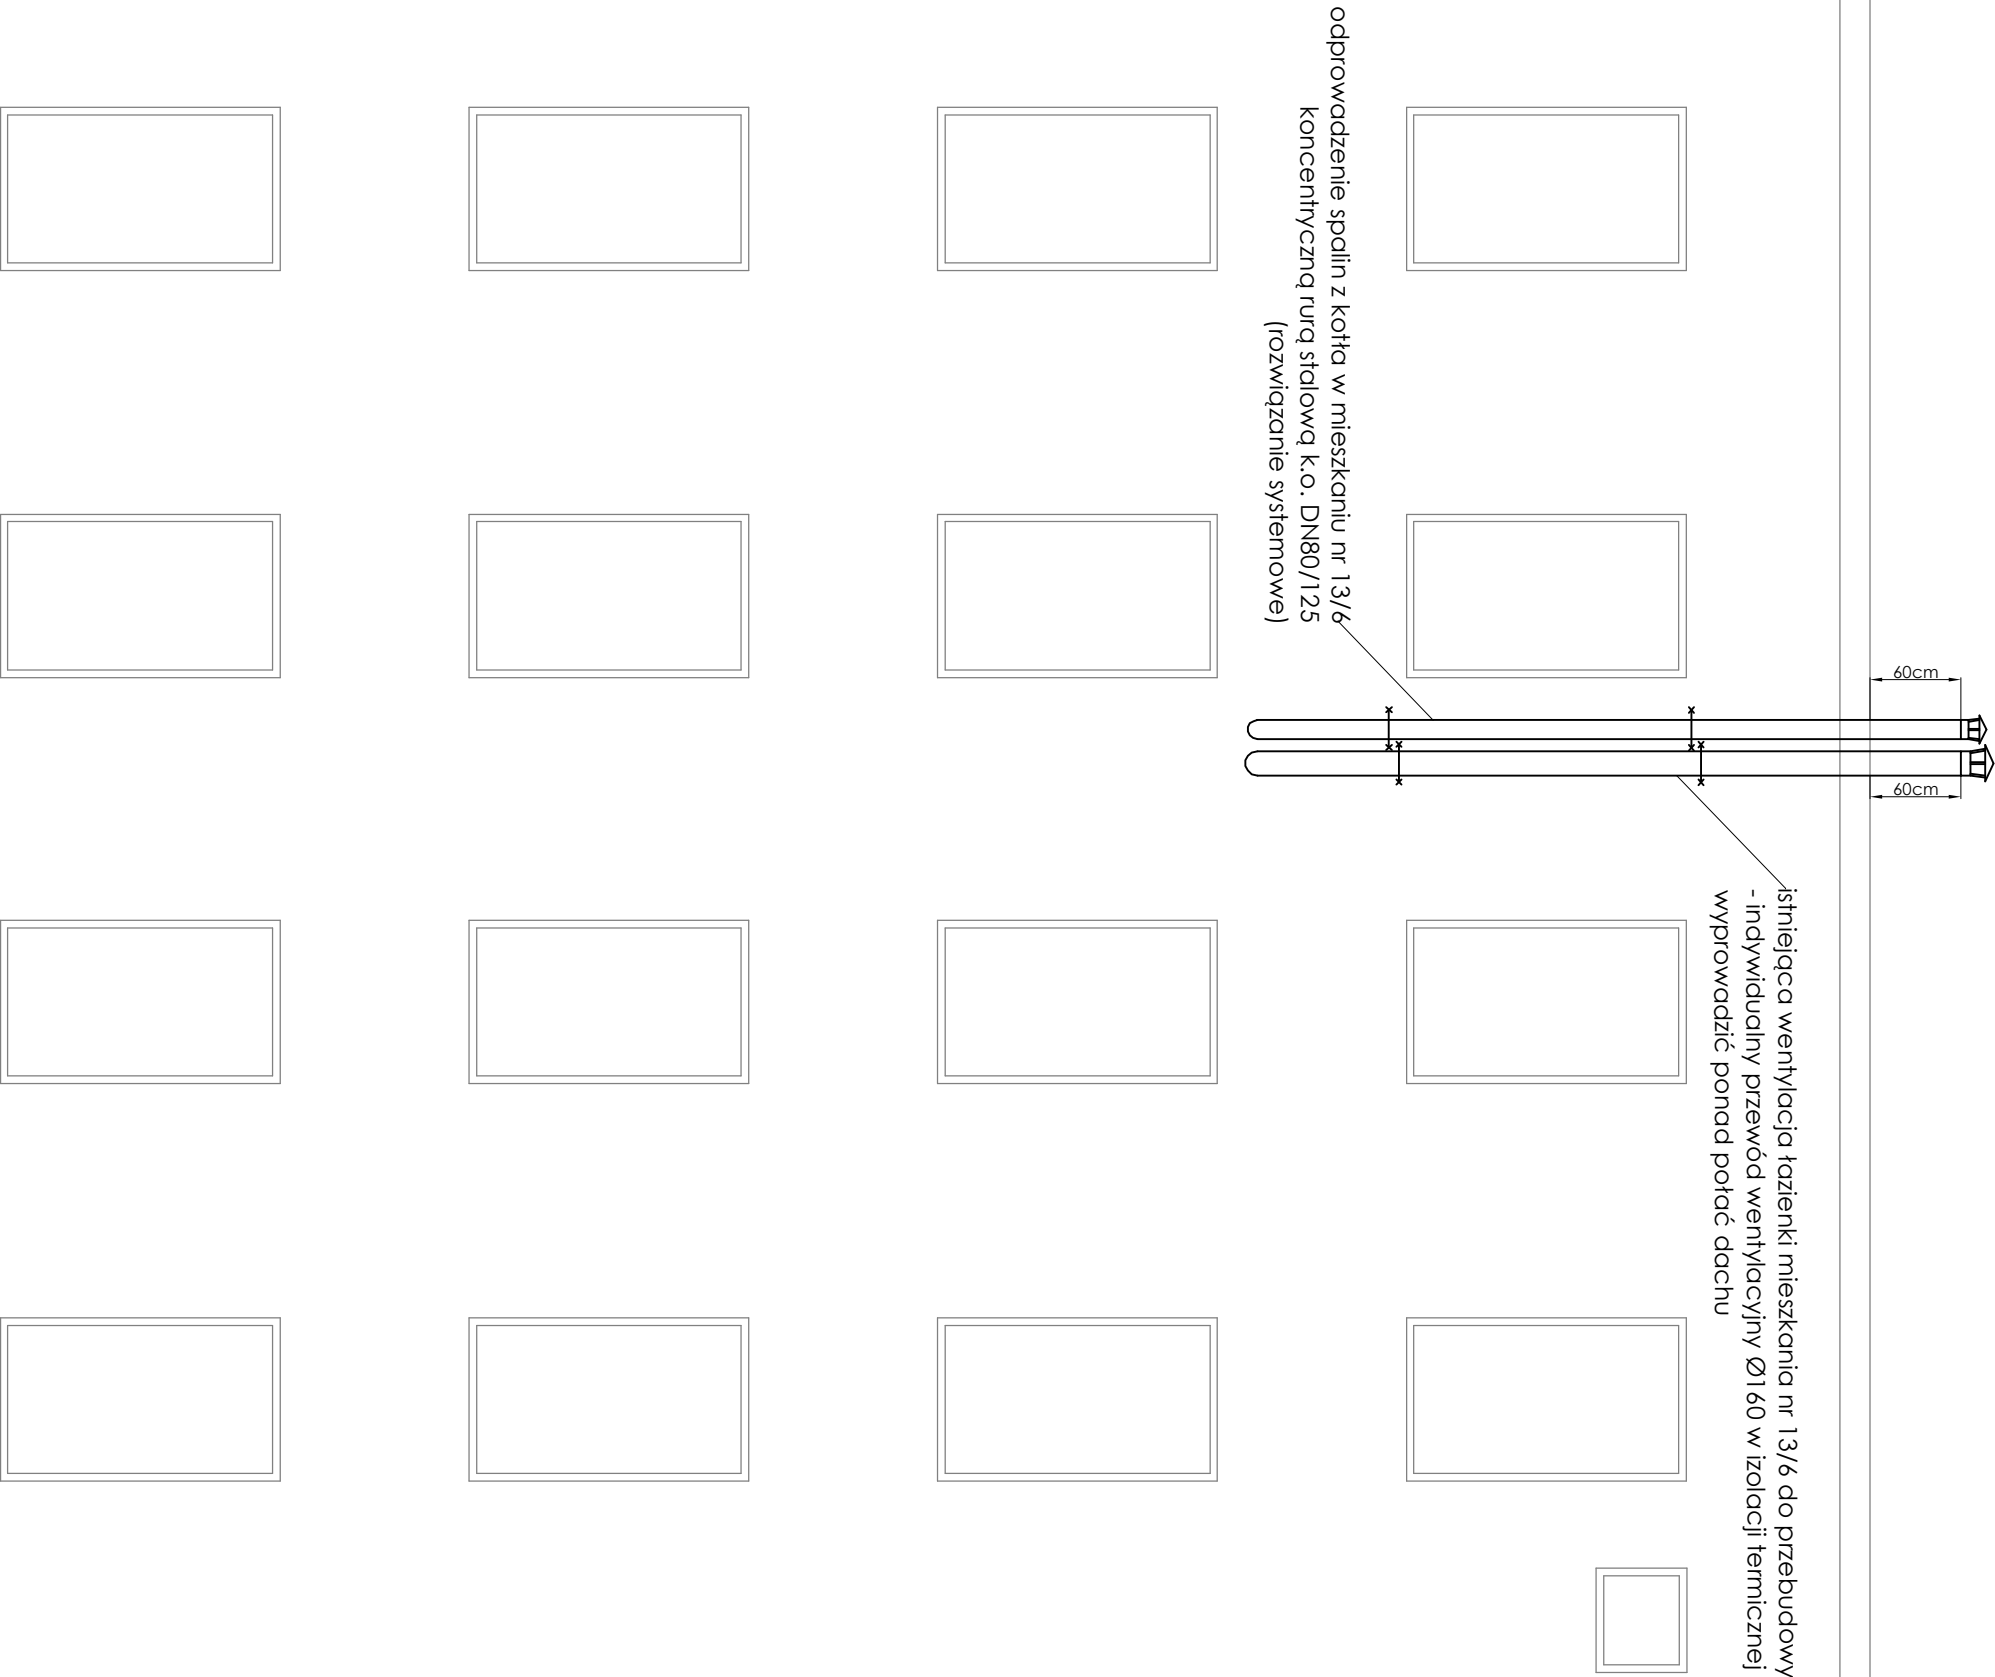 odprowadzenie spalin z kotła w mieszkaniu nr 13/6
koncentryczną rurą stalową k.o. DN80/125
(rozwiązanie systemowe)
60cm
60cm
istniejąca wentylacja łazienki mieszkania nr 13/6 do przebudowy
- indywidualny przewód wentylacyjny Ø160 w izolacji termicznej
wyprowadzić ponad połać dachu